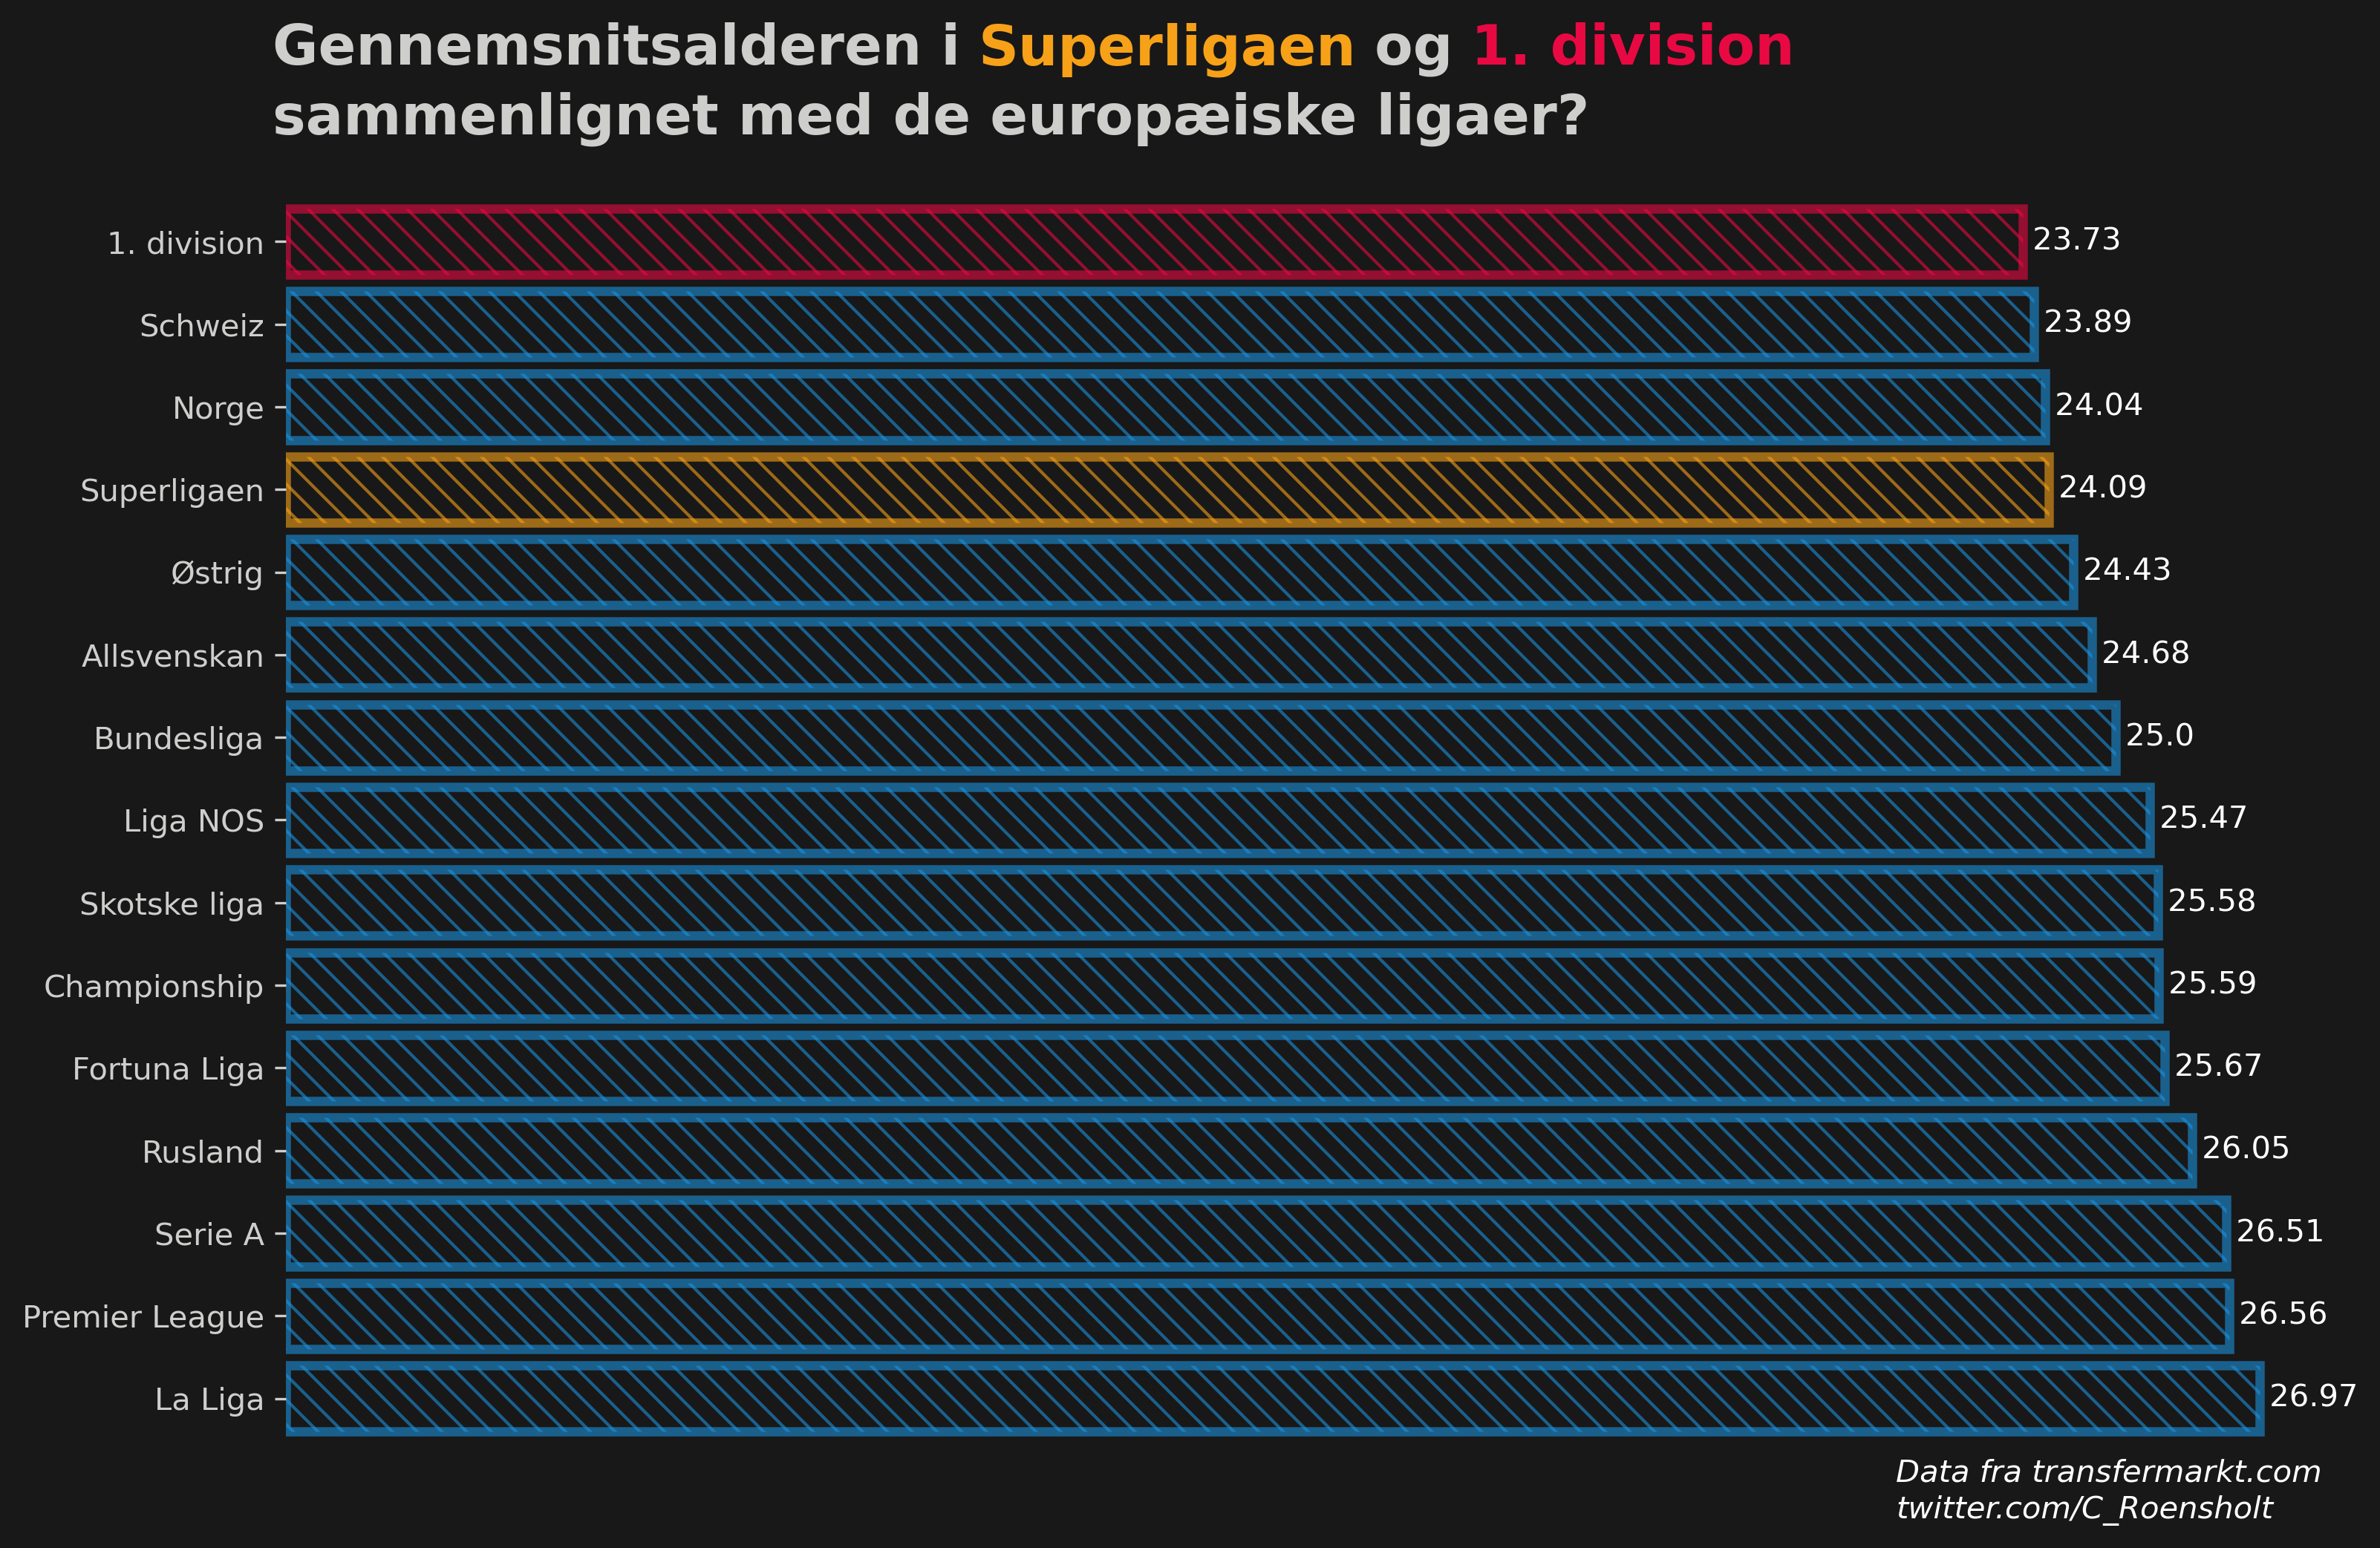 Gennemsnitsalderen i Superligaen og 1. division
sammenlignet med de europæiske ligaer?
1. division 23.73
Schweiz 23.89
Norge 24.04
Superligaen 24.09
Østrig 24.43
Allsvenskan 24.68
Bundesliga 25.0
Liga NOS 25.47
Skotske liga 25.58
Championship 25.59
Fortuna Liga 25.67
Rusland 26.05
Serie A 26.51
Premier League 26.56
La Liga 26.97
Data fra transfermarkt.com
twitter.com/C_Roensholt